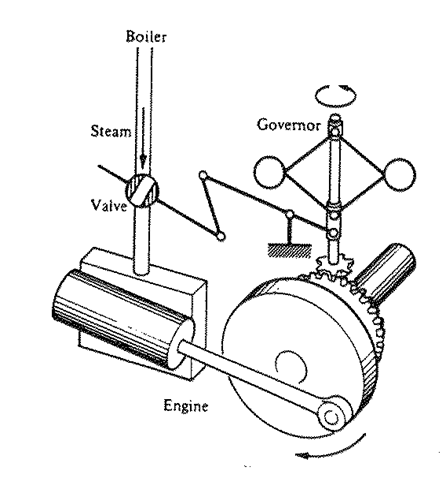 Boiler
Steam
Governor
Valve
Engine